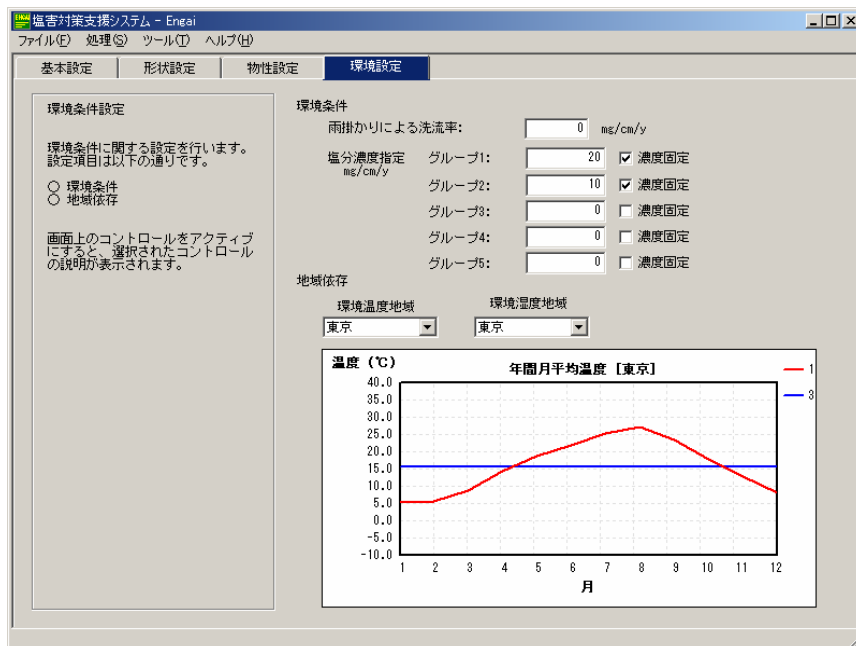 塩害対策支援システム - Engai
ファイル(F) 処理(S) ツール(T) ヘルプ(H)
基本設定 形状設定 物性設定 環境設定
環境条件設定
環境条件に関する設定を行います。
設定項目は以下の通りです。
○ 環境条件
○ 地域依存
画面上のコントロールをアクティブ
にすると、選択されたコントロール
の説明が表示されます。
環境条件
雨掛かりによる洗流率: 0 mg/cm/y
塩分濃度指定 グループ1: 20 濃度固定
mg/cm/y
グループ2: 10 濃度固定
グループ3: 0 濃度固定
グループ4: 0 濃度固定
グループ5: 0 濃度固定
地域依存
環境温度地域 環境湿度地域
東京 東京
温度 (℃) 年間月平均温度 [東京]
1
3
40.0
35.0
30.0
25.0
20.0
15.0
10.0
5.0
0.0
-5.0
-10.0
1 2 3 4 5 6 7 8 9 10 11 12
月